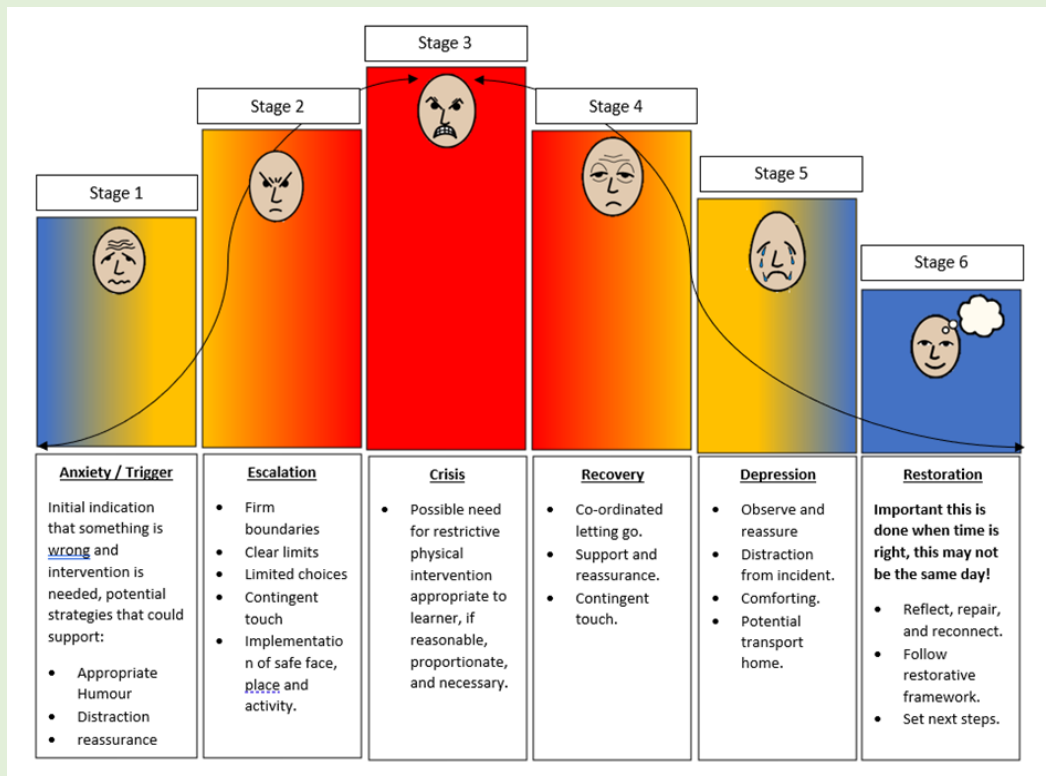 Stage 3
Stage 2
Stage 4
Stage 5
Stage 1
Stage 6
Anxiety / Trigger
Initial indication
that something is
wrong and
intervention is
needed, potential
strategies that could
support:
• Appropriate
Humour
• Distraction
• reassurance
Escalation
• Firm
boundaries
• Clear limits
• Limited choices
• Contingent
touch
• Implementatio
n of safe face,
place and
activity.
Crisis
• Possible need
for restrictive
physical
intervention
appropriate to
learner, if
reasonable,
proportionate,
and necessary.
Recovery
• Co-ordinated
letting go.
• Support and
reassurance.
• Contingent
touch.
Depression
• Observe and
reassure
• Distraction
from incident.
• Comforting.
• Potential
transport
home.
Restoration
Important this is
done when time is
right, this may not
be the same day!
• Reflect, repair,
and reconnect.
• Follow
restorative
framework.
• Set next steps.